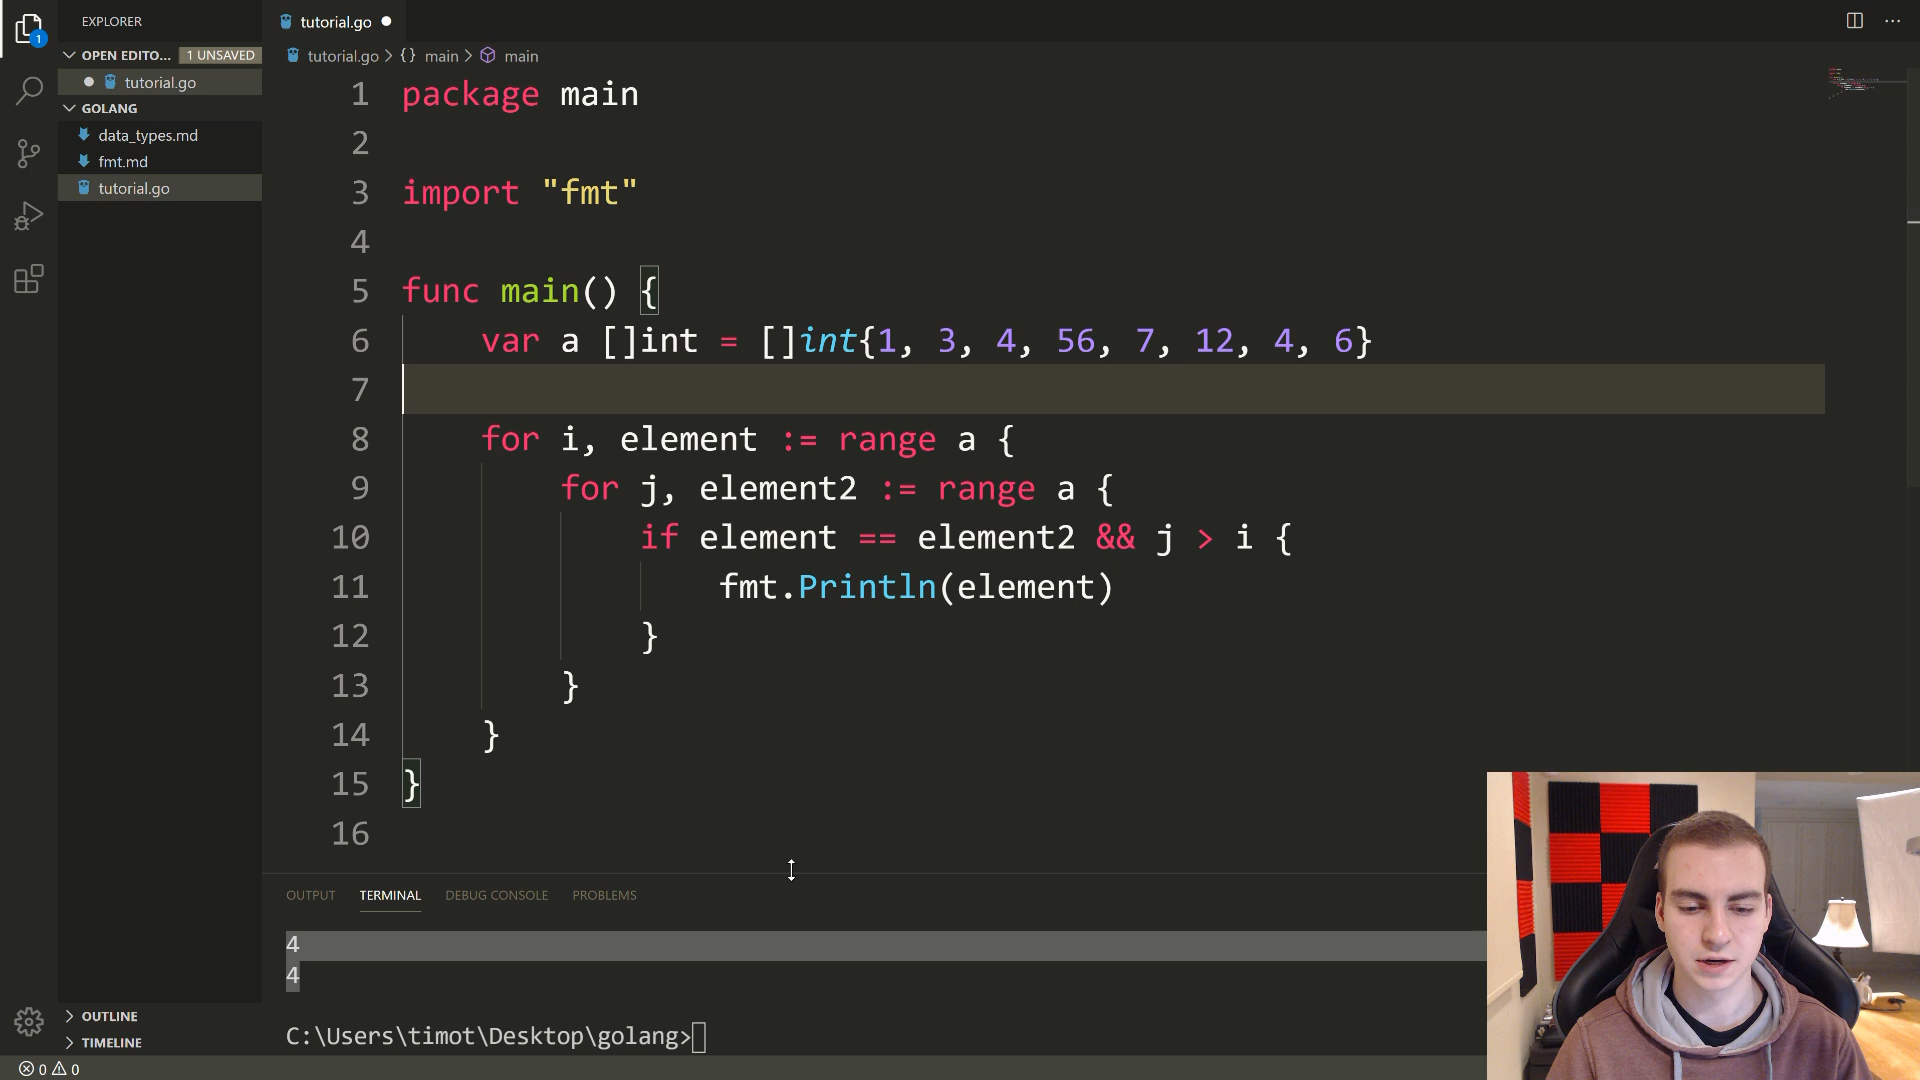 EXPLORER
OPEN EDITO... 1 UNSAVED
tutorial.go
GOLANG
data_types.md
fmt.md
tutorial.go
OUTLINE
TIMELINE
1
0 0
tutorial.go
tutorial.go > {} main > main
1 package main
2
3 import "fmt"
4
5 func main() {
6 var a []int = []int{1, 3, 4, 56, 7, 12, 4, 6}
7
8 for i, element := range a {
9 for j, element2 := range a {
10 if element == element2 && j > i {
11 fmt.Println(element)
12 }
13 }
14 }
15 }
16
OUTPUT TERMINAL DEBUG CONSOLE PROBLEMS
4
4
C:\Users\timot\Desktop\golang>